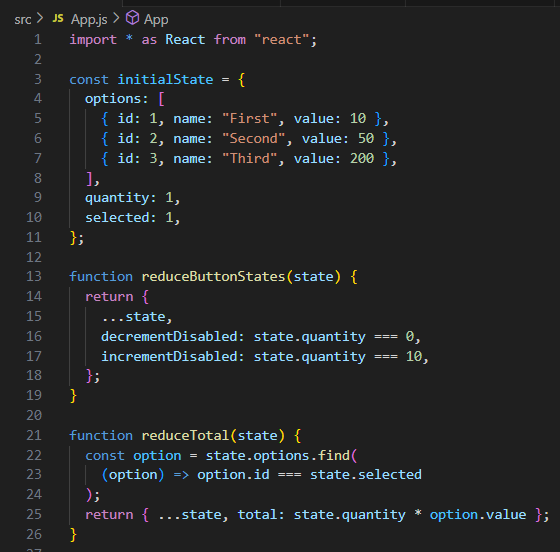 src > JS App.js > App
1 import * as React from "react";
2
3 const initialState = {
4   options: [
5     { id: 1, name: "First", value: 10 },
6     { id: 2, name: "Second", value: 50 },
7     { id: 3, name: "Third", value: 200 },
8   ],
9   quantity: 1,
10   selected: 1,
11 };
12
13 function reduceButtonStates(state) {
14   return {
15     ...state,
16     decrementDisabled: state.quantity === 0,
17     incrementDisabled: state.quantity === 10,
18   };
19 }
20
21 function reduceTotal(state) {
22   const option = state.options.find(
23     (option) => option.id === state.selected
24   );
25   return { ...state, total: state.quantity * option.value };
26 }